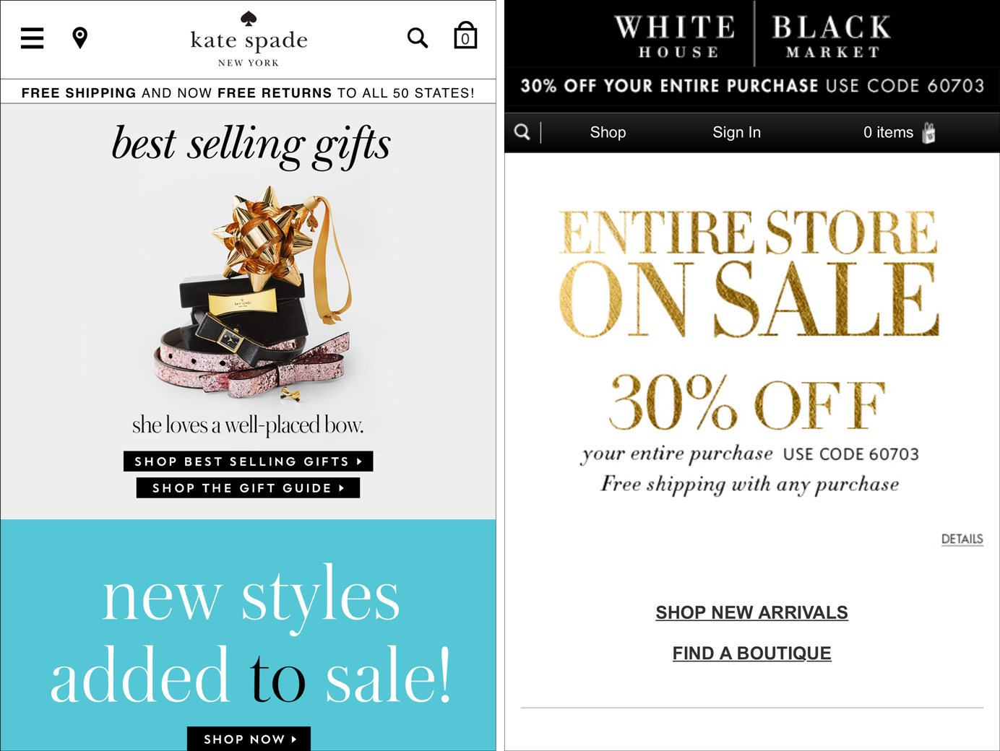 kate spade
NEW YORK
0
FREE SHIPPING AND NOW FREE RETURNS TO ALL 50 STATES!
best selling gifts
kate spade
she loves a well-placed bow.
SHOP BEST SELLING GIFTS
SHOP THE GIFT GUIDE
new styles
added to sale!
SHOP NOW
WHITE BLACK
HOUSE MARKET
30% OFF YOUR ENTIRE PURCHASE USE CODE 60703
Shop Sign In 0 items
ENTIRE STORE
ON SALE
30% OFF
your entire purchase USE CODE 60703
Free shipping with any purchase
DETAILS
SHOP NEW ARRIVALS
FIND A BOUTIQUE